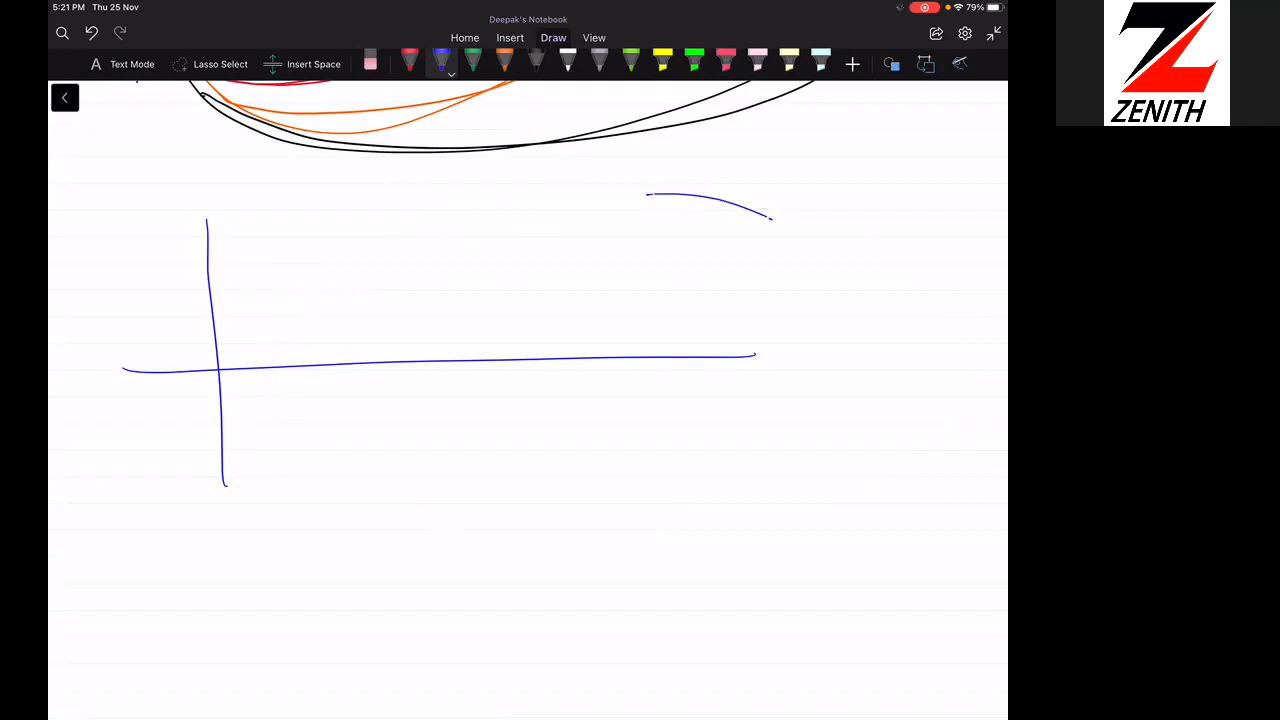 5:21 PM Thu 25 Nov
79%
Deepak's Notebook
Home Insert Draw View
A Text Mode Lasso Select Insert Space
ZENITH